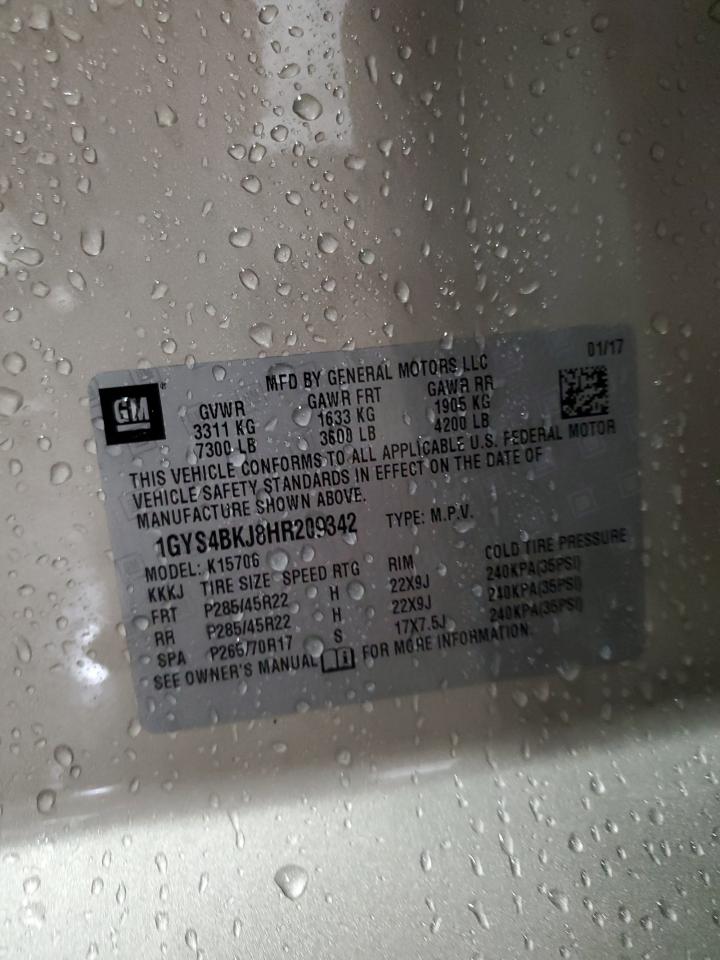 01/17
MFD BY GENERAL MOTORS LLC
GM
GVWR GAWR FRT GAWR RR
3311 KG 1633 KG 1905 KG
7300 LB 3600 LB 4200 LB
THIS VEHICLE CONFORMS TO ALL APPLICABLE U.S. FEDERAL MOTOR
VEHICLE SAFETY STANDARDS IN EFFECT ON THE DATE OF
MANUFACTURE SHOWN ABOVE.
1GYS4BKJ8HR209342 TYPE: M.P.V.
MODEL: K15706
KKKJ TIRE SIZE SPEED RTG RIM COLD TIRE PRESSURE
FRT P285/45R22 H 22X9J 240KPA(35PSI)
RR P285/45R22 H 22X9J 240KPA(35PSI)
SPA P265/70R17 S 17X7.5J 240KPA(35PSI)
SEE OWNER'S MANUAL FOR MORE INFORMATION.